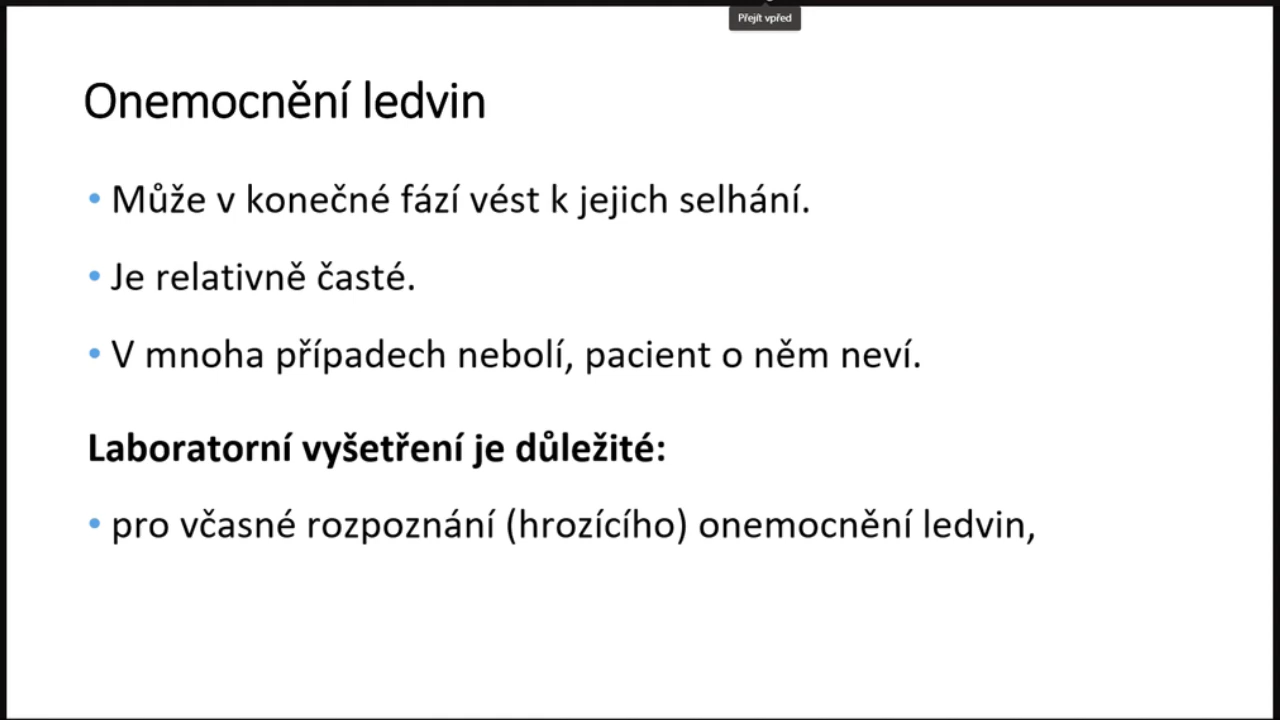 Přejít vpřed
Onemocnění ledvin
• Může v konečné fází vést k jejich selhání.
• Je relativně časté.
• V mnoha případech nebolí, pacient o něm neví.
Laboratorní vyšetření je důležité:
• pro včasné rozpoznání (hrozícího) onemocnění ledvin,